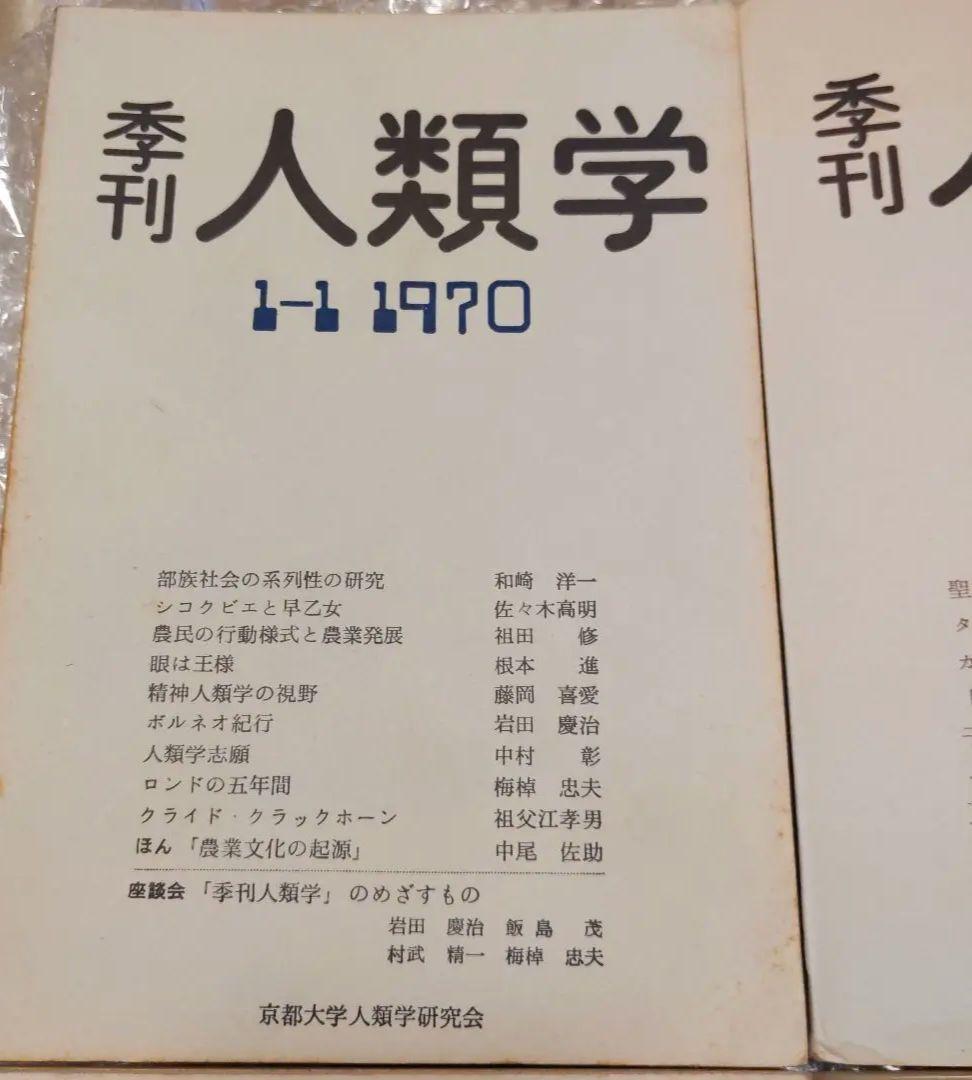 季刊 人類学
1-1 1970
部族社会の系列性の研究 和崎 洋一
シコクビエと早乙女 佐々木高明
農民の行動様式と農業発展 祖田 修
眼は王様 根本 進
精神人類学の視野 藤岡 喜愛
ボルネオ紀行 岩田 慶治
人類学志願 中村 彰
ロンドの五年間 梅棹 忠夫
クライド・クラックホーン 祖父江孝男
ほん 「農業文化の起源」 中尾 佐助
座談会 「季刊人類学」のめざすもの
岩田 慶治 飯島 茂
村武 精一 梅棹 忠夫
京都大学人類学研究会
季刊
聖